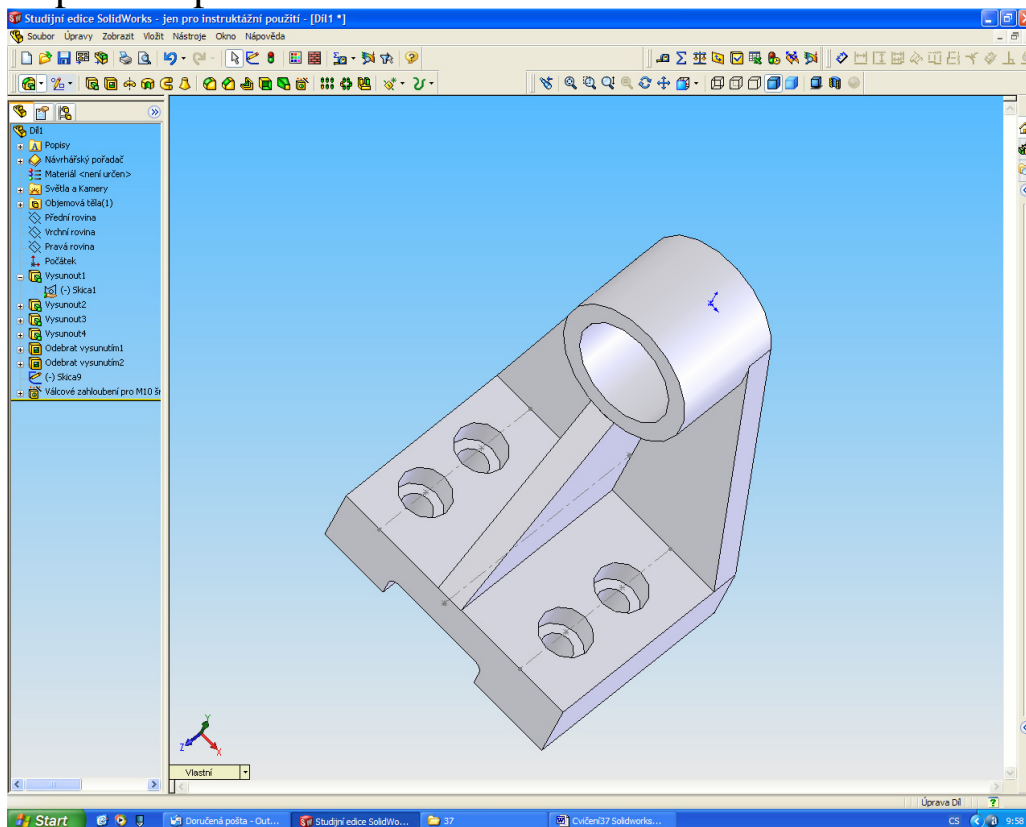 Studijní edice SolidWorks - jen pro instruktážní použití - [Díl1 *]
Soubor Úpravy Zobrazit Vložit Nástroje Okno Nápověda
Díl1
Popisy
Návrhářský pořadač
Materiál <není určen>
Světla a Kamery
Objemová těla(1)
Přední rovina
Vrchní rovina
Pravá rovina
Počátek
Vysunout1
(-) Skica1
Vysunout2
Vysunout3
Vysunout4
Odebrat vysunutím1
Odebrat vysunutím2
(-) Skica9
Válcové zahloubení pro M10 šr
Y
Z
X
Vlastní
Úprava Díl
Start
Doručená pošta - Out...
Studijní edice SolidWo...
37
Cvičení37 Solidworks...
CS
9:58